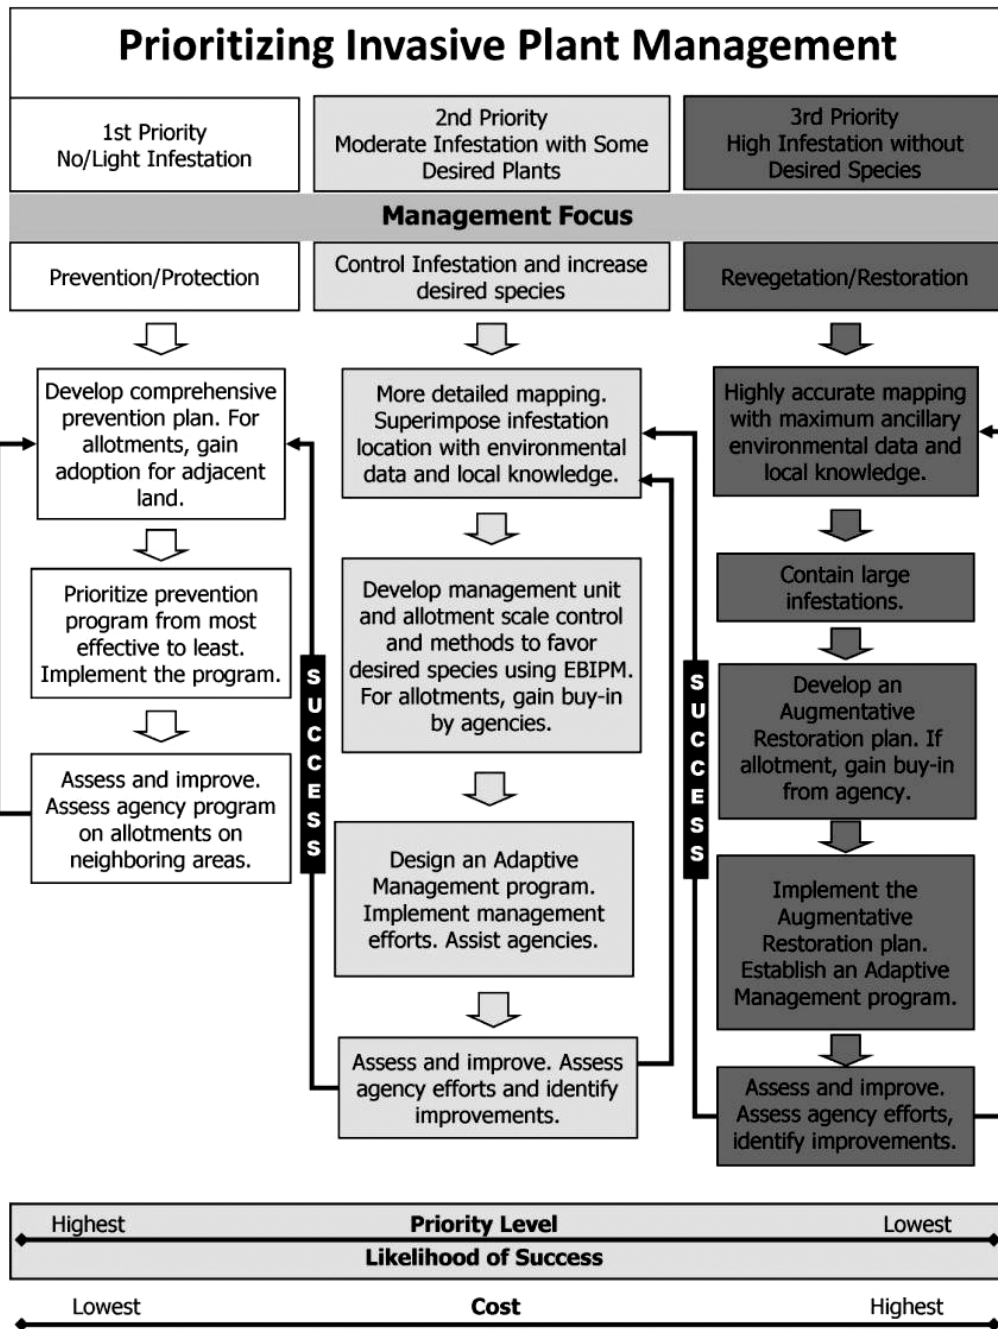 Prioritizing Invasive Plant Management
1st Priority
No/Light Infestation
2nd Priority
Moderate Infestation with Some
Desired Plants
3rd Priority
High Infestation without
Desired Species
Management Focus
Prevention/Protection
Control Infestation and increase
desired species
Revegetation/Restoration
Develop comprehensive
prevention plan. For
allotments, gain
adoption for adjacent
land.
Prioritize prevention
program from most
effective to least.
Implement the program.
Assess and improve.
Assess agency program
on allotments on
neighboring areas.
SUCCESS
More detailed mapping.
Superimpose infestation
location with environmental
data and local knowledge.
Develop management unit
and allotment scale control
and methods to favor
desired species using EBIPM.
For allotments, gain buy-in
by agencies.
Design an Adaptive
Management program.
Implement management
efforts. Assist agencies.
Assess and improve. Assess
agency efforts and identify
improvements.
SUCCESS
Highly accurate mapping
with maximum ancillary
environmental data and
local knowledge.
Contain large
infestations.
Develop an
Augmentative
Restoration plan. If
allotment, gain buy-in
from agency.
Implement the
Augmentative
Restoration plan.
Establish an Adaptive
Management program.
Assess and improve.
Assess agency efforts,
identify improvements.
Highest Priority Level Lowest
Likelihood of Success
Lowest Cost Highest